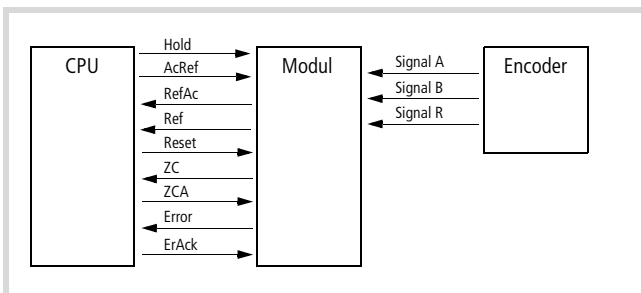 CPU
Hold
AcRef
RefAc
Ref
Reset
ZC
ZCA
Error
ErAck
Modul
Signal A
Signal B
Signal R
Encoder